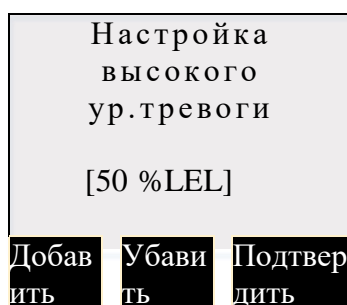 Настройка
высокого
ур.тревоги
[50 %LEL]
Добав Убави Подтвер
ить ть дить